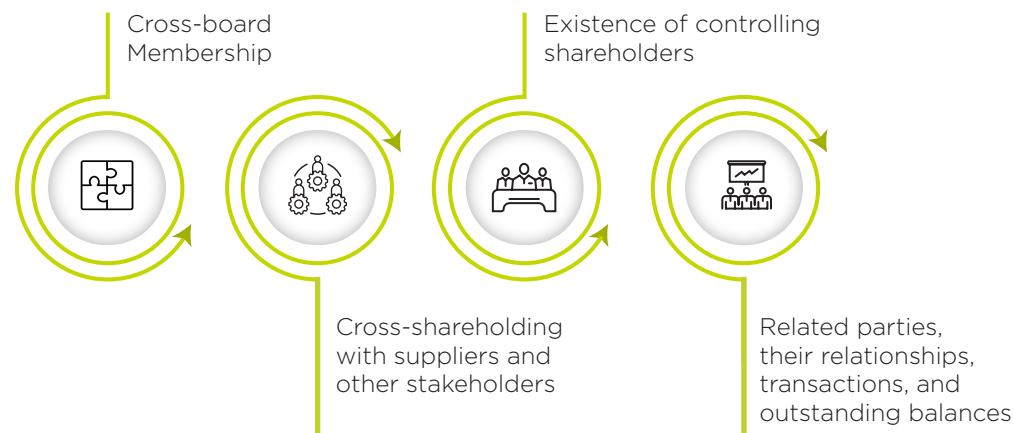 Cross-board
Membership
Existence of controlling
shareholders
Cross-shareholding
with suppliers and
other stakeholders
Related parties,
their relationships,
transactions, and
outstanding balances